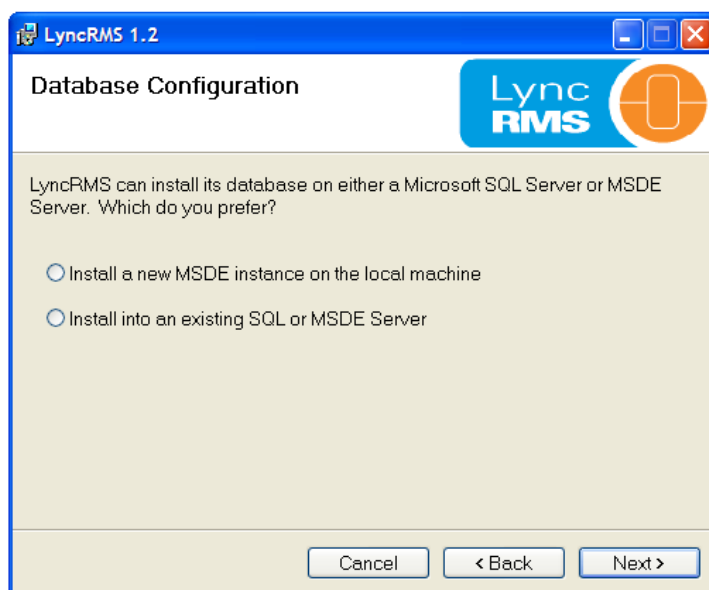 LyncRMS 1.2
Database Configuration
Lync
RMS
LyncRMS can install its database on either a Microsoft SQL Server or MSDE
Server. Which do you prefer?
Install a new MSDE instance on the local machine
Install into an existing SQL or MSDE Server
Cancel
< Back
Next >